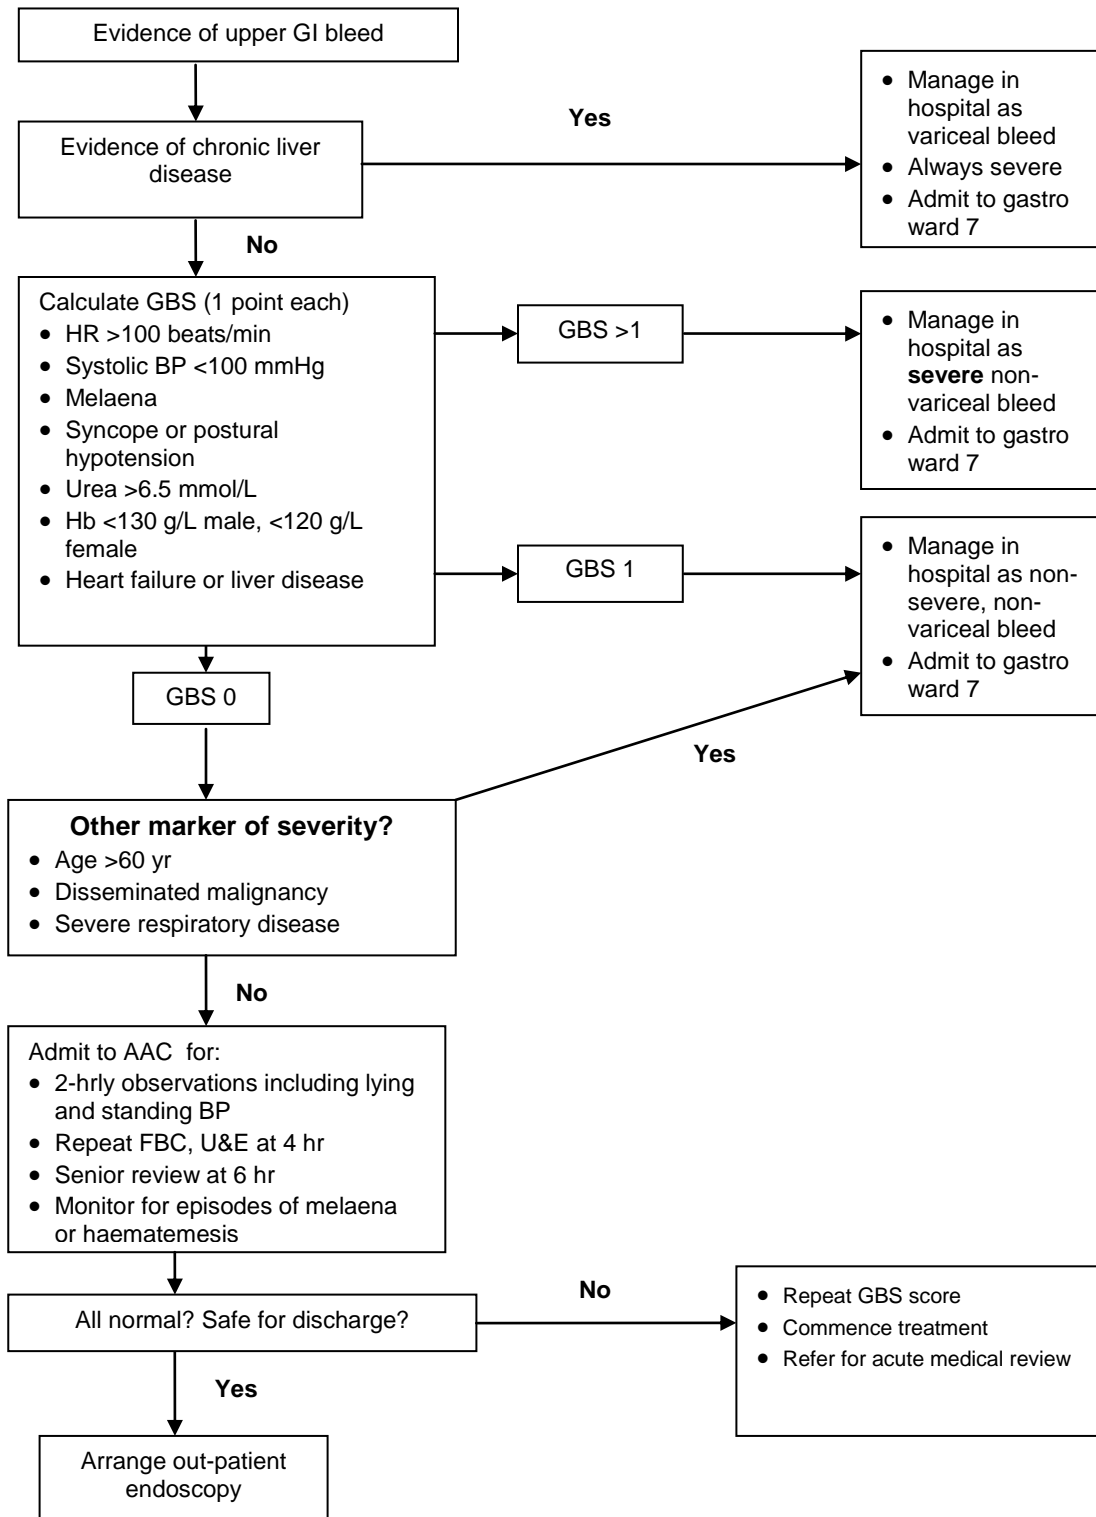 Evidence of upper GI bleed
Yes
• Manage in
hospital as
variceal bleed
• Always severe
• Admit to gastro
ward 7
Evidence of chronic liver
disease
No
Calculate GBS (1 point each)
• HR >100 beats/min
• Systolic BP <100 mmHg
• Melaena
• Syncope or postural
hypotension
• Urea >6.5 mmol/L
• Hb <130 g/L male, <120 g/L
female
• Heart failure or liver disease
GBS >1
• Manage in
hospital as
severe non-
variceal bleed
• Admit to gastro
ward 7
GBS 1
• Manage in
hospital as non-
severe, non-
variceal bleed
• Admit to gastro
ward 7
GBS 0
Yes
Other marker of severity?
• Age >60 yr
• Disseminated malignancy
• Severe respiratory disease
No
Admit to AAC for:
• 2-hrly observations including lying
and standing BP
• Repeat FBC, U&E at 4 hr
• Senior review at 6 hr
• Monitor for episodes of melaena
or haematemesis
All normal? Safe for discharge?
No
• Repeat GBS score
• Commence treatment
• Refer for acute medical review
Yes
Arrange out-patient
endoscopy